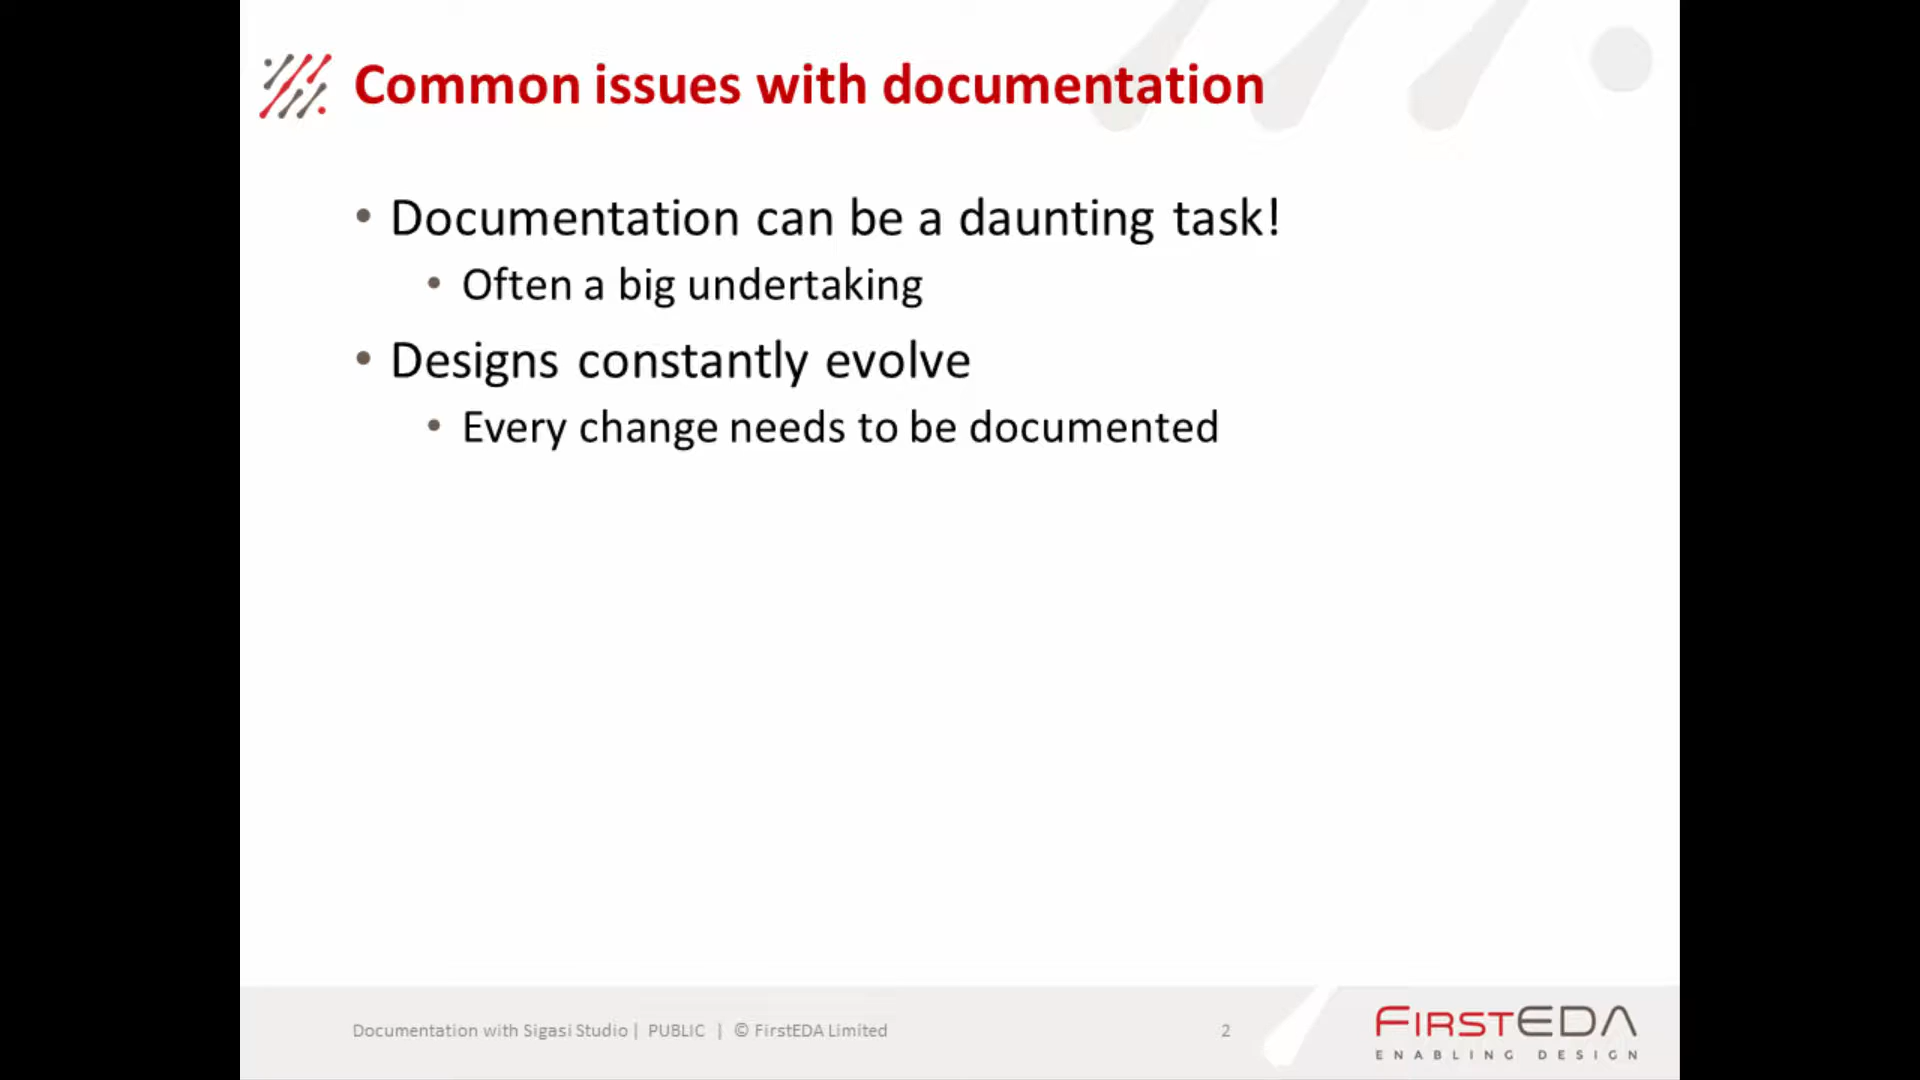 Common issues with documentation
• Documentation can be a daunting task!
• Often a big undertaking
• Designs constantly evolve
• Every change needs to be documented
Documentation with Sigasi Studio | PUBLIC | © FirstEDA Limited
2
FIRSTEDA
ENABLING DESIGN